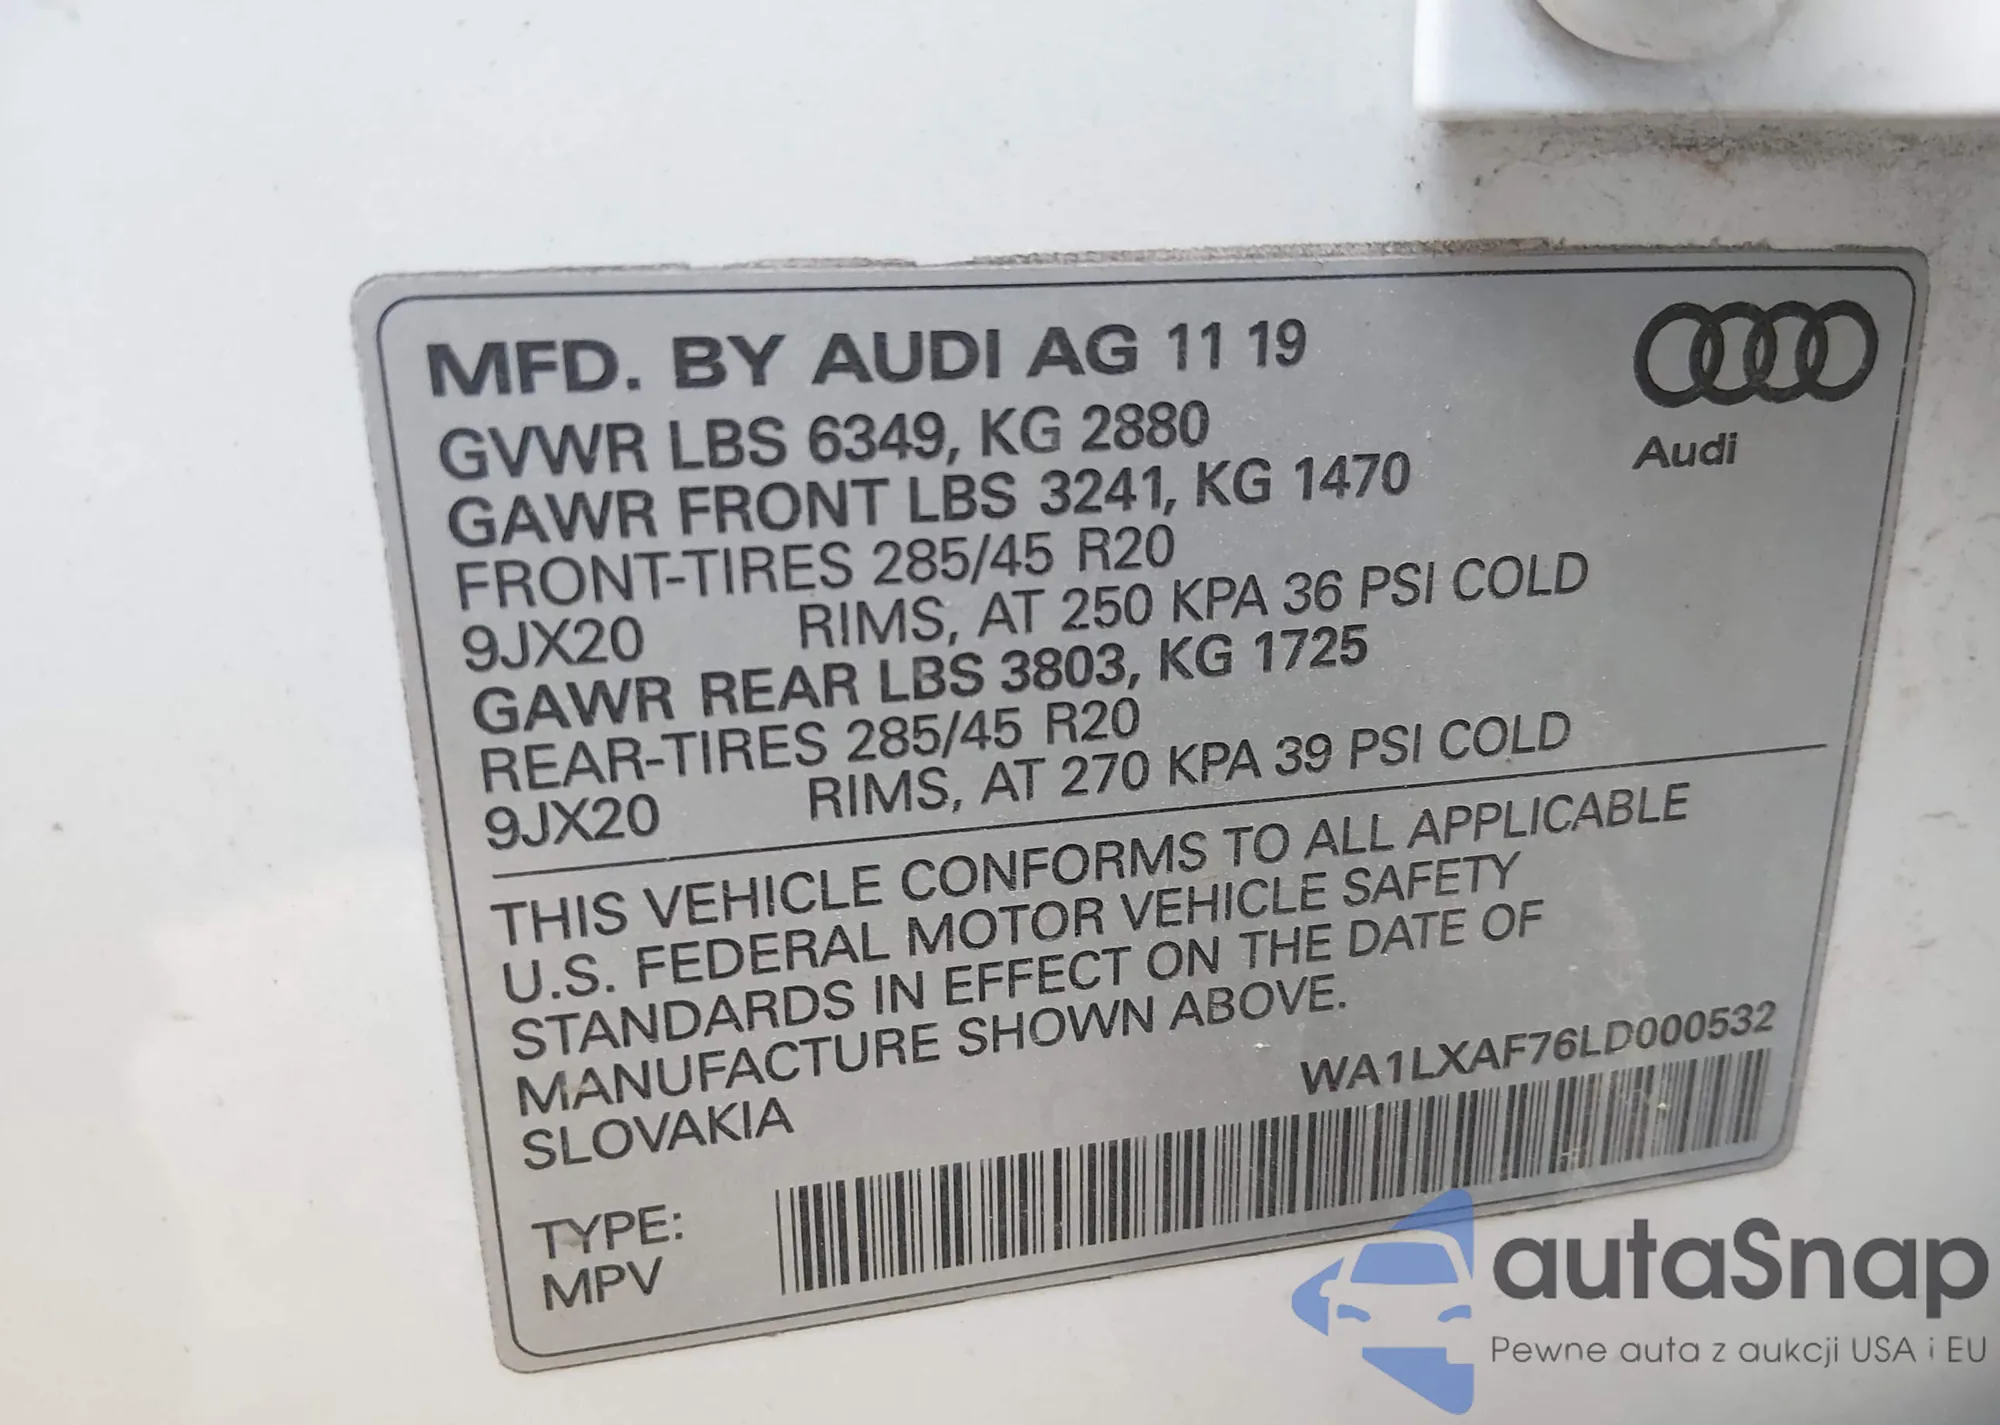 MFD. BY AUDI AG 11 19
GVWR LBS 6349, KG 2880
GAWR FRONT LBS 3241, KG 1470
FRONT-TIRES 285/45 R20
9JX20 RIMS, AT 250 KPA 36 PSI COLD
GAWR REAR LBS 3803, KG 1725
REAR-TIRES 285/45 R20
9JX20 RIMS, AT 270 KPA 39 PSI COLD
Audi
THIS VEHICLE CONFORMS TO ALL APPLICABLE
U.S. FEDERAL MOTOR VEHICLE SAFETY
STANDARDS IN EFFECT ON THE DATE OF
MANUFACTURE SHOWN ABOVE.
SLOVAKIA
WA1LXAF76LD000532
TYPE:
MPV
autaSnap
Pewne auta z aukcji USA i EU